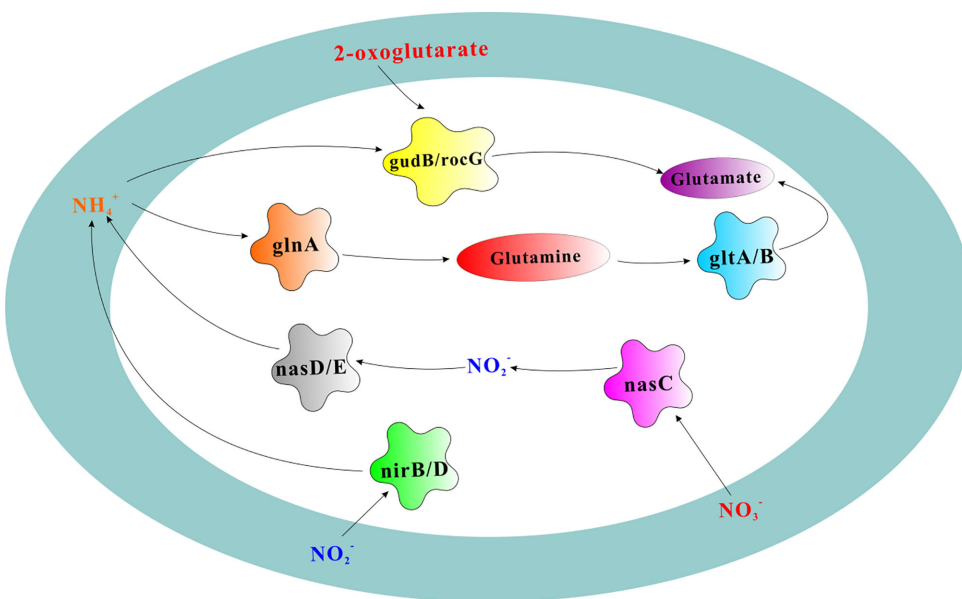 2-oxoglutarate
gudB/rocG
Glutamate
NH₄⁺
glnA
Glutamine
gltA/B
nasD/E
NO₂⁻
nasC
nirB/D
NO₃⁻
NO₂⁻